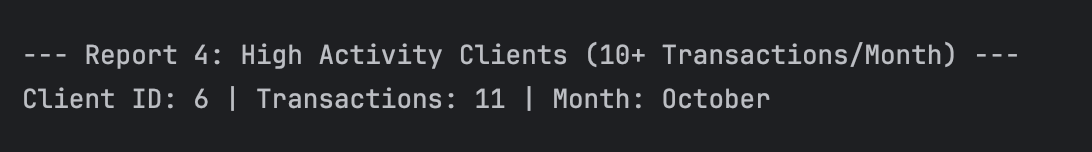 --- Report 4: High Activity Clients (10+ Transactions/Month) ---
Client ID: 6 | Transactions: 11 | Month: October